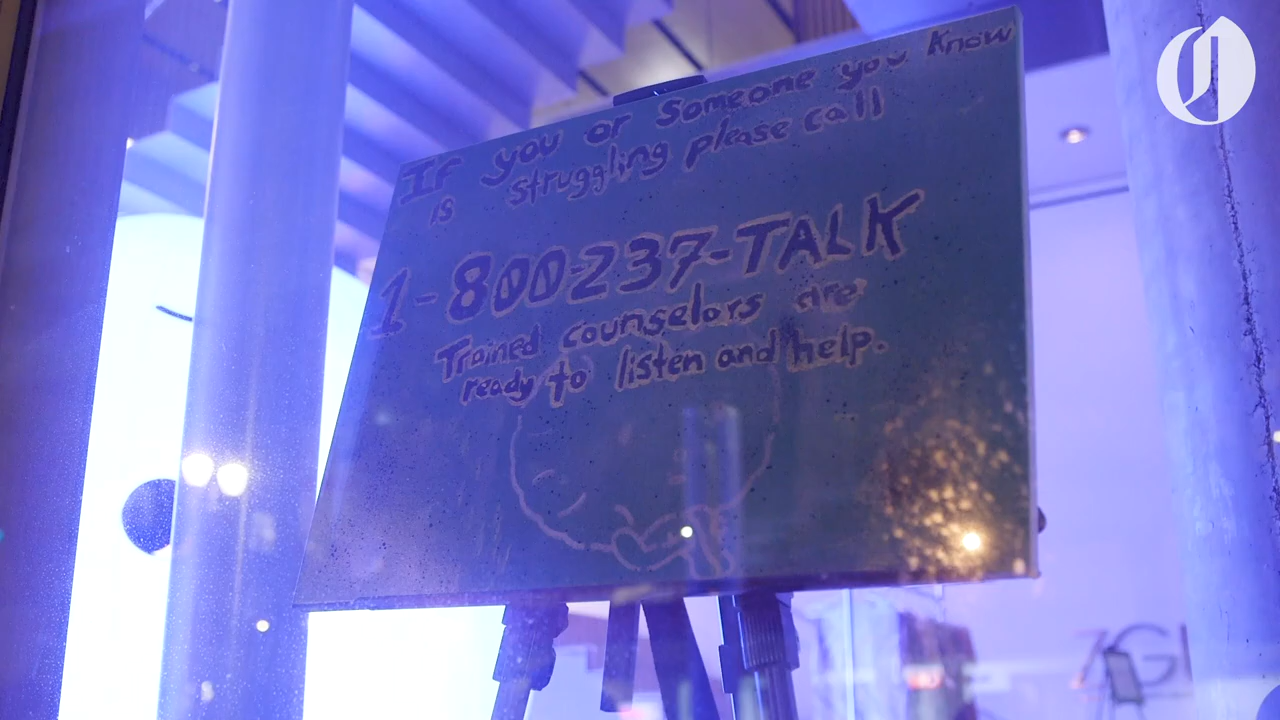 If you or Someone you Know
is struggling please call
1-800-237-TALK
Trained counselors are
ready to listen and help.